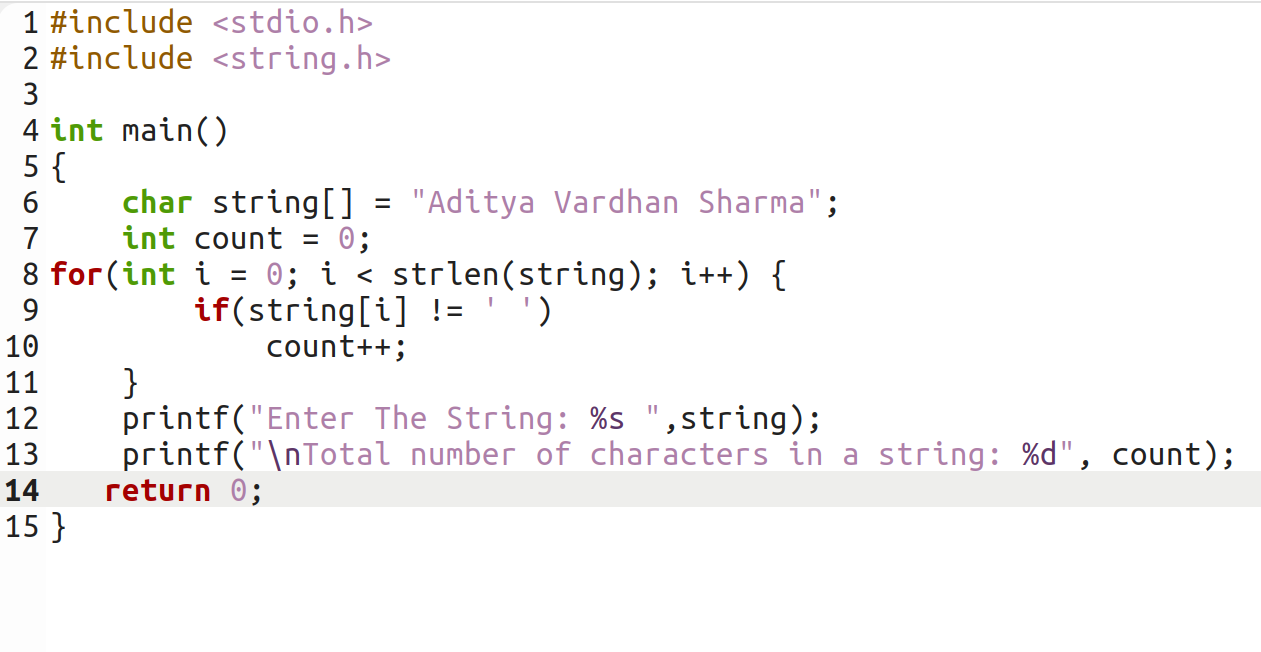 1 #include <stdio.h>
2 #include <string.h>
3
4 int main()
5 {
6     char string[] = "Aditya Vardhan Sharma";
7     int count = 0;
8 for(int i = 0; i < strlen(string); i++) {
9         if(string[i] != ' ')
10             count++;
11     }
12     printf("Enter The String: %s ",string);
13     printf("\nTotal number of characters in a string: %d", count);
14    return 0;
15 }